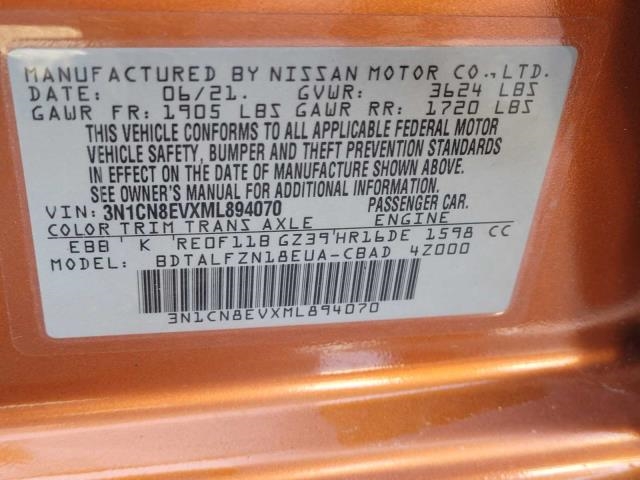 MANUFACTURED BY NISSAN MOTOR CO.,LTD.
DATE: 06/21. GVWR: 3624 LBS
GAWR FR: 1905 LBS GAWR RR: 1720 LBS
THIS VEHICLE CONFORMS TO ALL APPLICABLE FEDERAL MOTOR
VEHICLE SAFETY, BUMPER AND THEFT PREVENTION STANDARDS
IN EFFECT ON THE DATE OF MANUFACTURE SHOWN ABOVE.
SEE OWNER'S MANUAL FOR ADDITIONAL INFORMATION.
VIN: 3N1CN8EVXML894070 PASSENGER CAR.
COLOR TRIM TRANS AXLE ENGINE
EBB' K 'RE0F11B GZ39'HR16DE 1598 CC
MODEL: BDTALFZN18EUA-CBAD 4Z000
3N1CN8EVXML894070